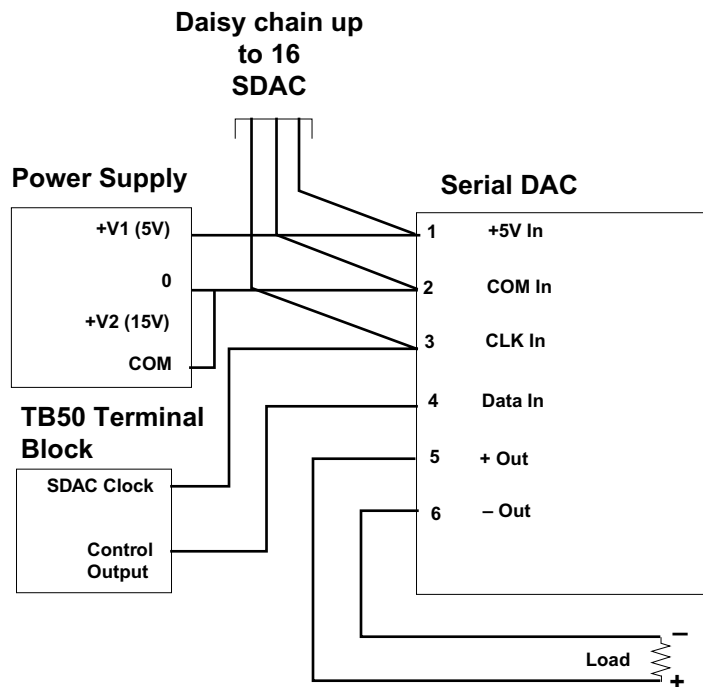 Daisy chain up
to 16
SDAC
Power Supply
+V1 (5V)
0
+V2 (15V)
COM
TB50 Terminal
Block
SDAC Clock
Control
Output
Serial DAC
1 +5V In
2 COM In
3 CLK In
4 Data In
5 + Out
6 – Out
Load
–
+